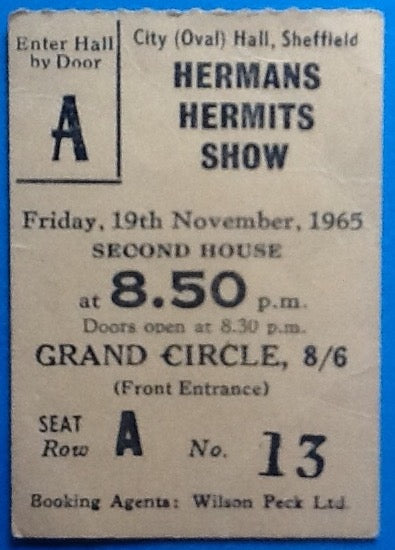 Enter Hall
by Door
A
City (Oval) Hall, Sheffield
HERMANS
HERMITS
SHOW
Friday, 19th November, 1965
SECOND HOUSE
at 8.50 p.m.
Doors open at 8.30 p.m.
GRAND CIRCLE, 8/6
(Front Entrance)
SEAT
Row A No. 13
Booking Agents: Wilson Peck Ltd.